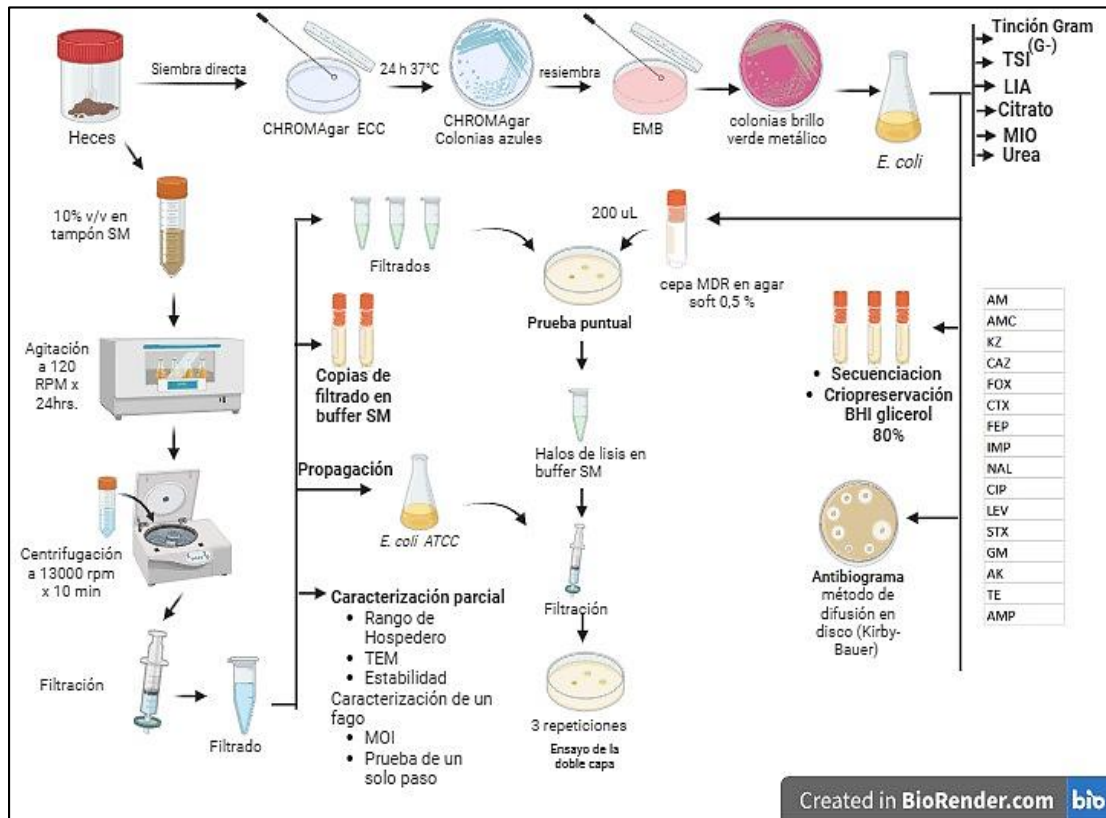 Heces
Siembra directa
CHROMAgar ECC
24 h 37°C
CHROMAgar
Colonias azules
resiembra
EMB
colonias brillo
verde metálico
E. coli
Tinción Gram
(G-)
TSI
LIA
Citrato
MIO
Urea
10% v/v en
tampón SM
Agitación
a 120
RPM x
24hrs.
Centrifugación
a 13000 rpm
x 10 min
Filtración
Filtrado
Filtrados
Copias de
filtrado en
buffer SM
Propagación
E.coli ATCC
Caracterización parcial
• Rango de
Hospedero
• TEM
• Estabilidad
Caracterización de un
fago
• MOI
• Prueba de un
solo paso
200 uL
cepa MDR en agar
soft 0,5 %
Prueba puntual
Halos de lisis en
buffer SM
Filtración
3 repeticiones
Ensayo de la
doble capa
• Secuenciacion
• Criopreservación
BHI glicerol
80%
Antibiograma
método de
difusión en
disco (Kirby-
Bauer)
AM
AMC
KZ
CAZ
FOX
CTX
FEP
IMP
NAL
CIP
LEV
STX
GM
AK
TE
AMP
Created in BioRender.com bio